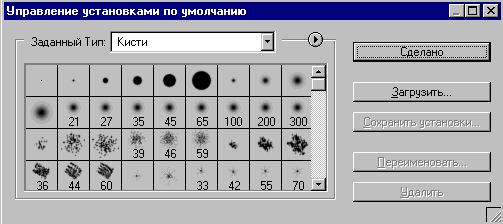 Управление установками по умолчанию
Заданный Тип: Кисти
Сделано
Загрузить...
Сохранить установки...
Переименовать...
Удалить
21 27 35 45 65 100 200 300
39 46 59
36 44 60 33 42 55 70